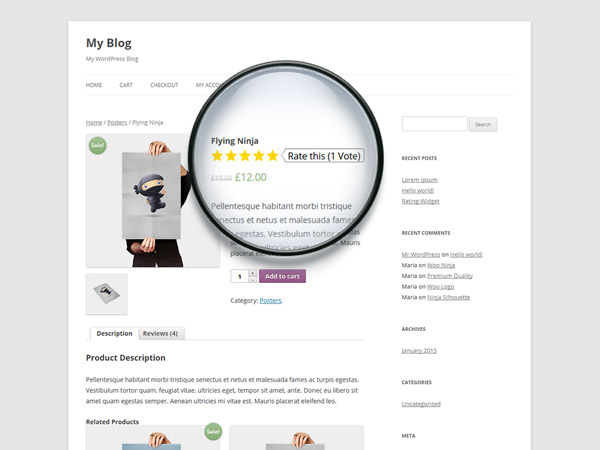 My Blog
My WordPress Blog
HOME CART CHECKOUT MY ACCOU
Home / Posters / Flying Ninja
Search
Sale!
Flying Ninja
Rate this (1 Vote)
£15.00 £12.00
Pellentesque habitant morbi tristique
senectus et netus et malesuada fames
egestas. Vestibulum tortor
ultricies eget
Mauris
placerat
1 Add to cart
Category: Posters.
RECENT POSTS
Lorem Ipsum
Hello world!
Rating-Widget
RECENT COMMENTS
Mr WordPress on Hello world!
Maria on Woo Ninja
Maria on Premium Quality
Maria on Woo Logo
Maria on Ninja Silhouette
ARCHIVES
January 2015
CATEGORIES
Uncategorized
META
Description Reviews (4)
Product Description
Pellentesque habitant morbi tristique senectus et netus et malesuada fames ac turpis egestas.
Vestibulum tortor quam, feugiat vitae, ultricies eget, tempor sit amet, ante. Donec eu libero sit
amet quam egestas semper. Aenean ultricies mi vitae est. Mauris placerat eleifend leo.
Related Products
Sale!